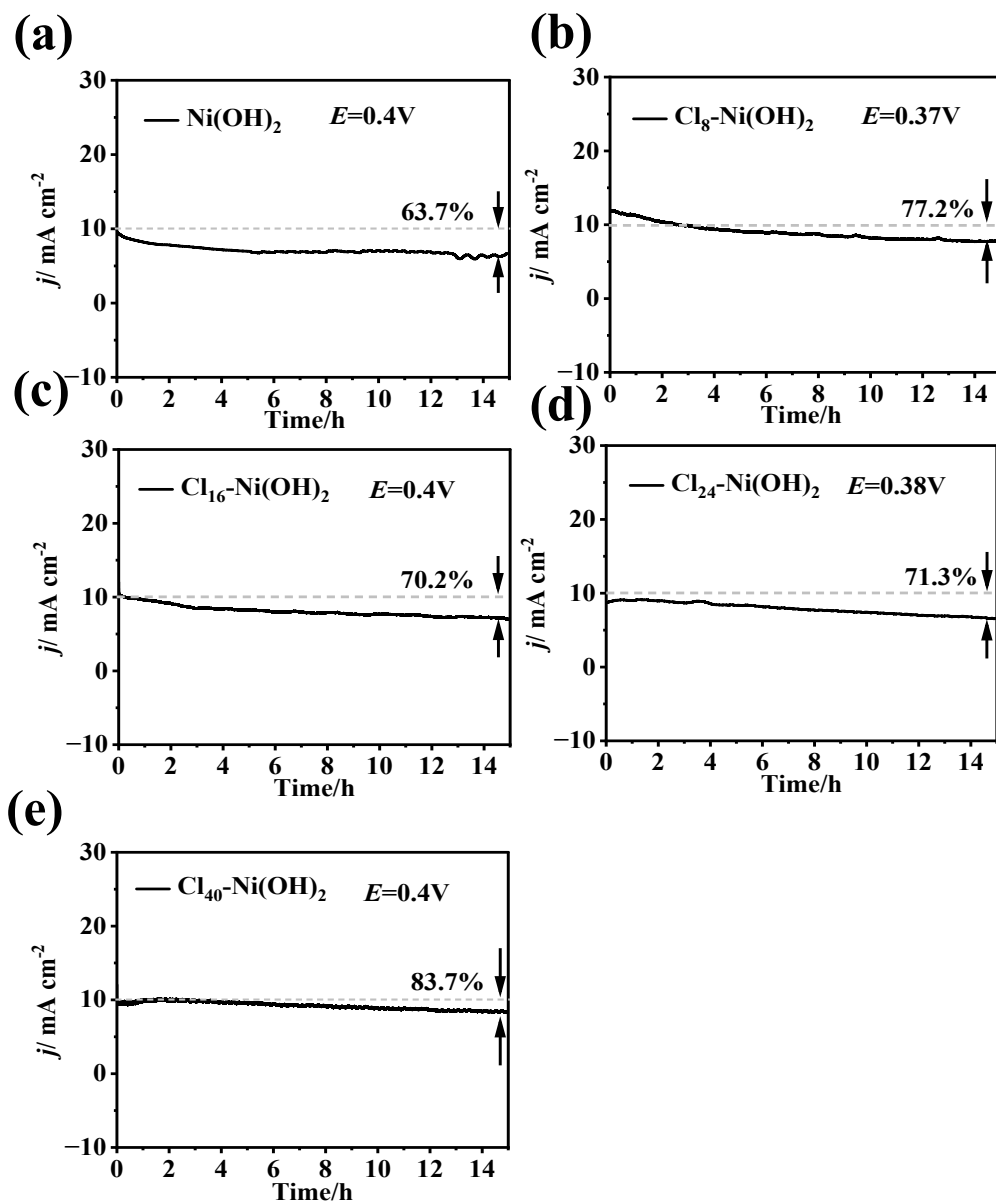 (a)
30
20
10
0
−10
j/ mA cm⁻²
Ni(OH)₂ E=0.4V
63.7%
0 2 4 6 8 10 12 14
Time/h
(b)
30
20
10
0
−10
j/ mA cm⁻²
Cl₈-Ni(OH)₂ E=0.37V
77.2%
0 2 4 6 8 10 12 14
Time/h
(c)
30
20
10
0
−10
j/ mA cm⁻²
Cl₁₆-Ni(OH)₂ E=0.4V
70.2%
0 2 4 6 8 10 12 14
Time/h
(d)
30
20
10
0
−10
j/ mA cm⁻²
Cl₂₄-Ni(OH)₂ E=0.38V
71.3%
0 2 4 6 8 10 12 14
Time/h
(e)
30
20
10
0
−10
j/ mA cm⁻²
Cl₄₀-Ni(OH)₂ E=0.4V
83.7%
0 2 4 6 8 10 12 14
Time/h